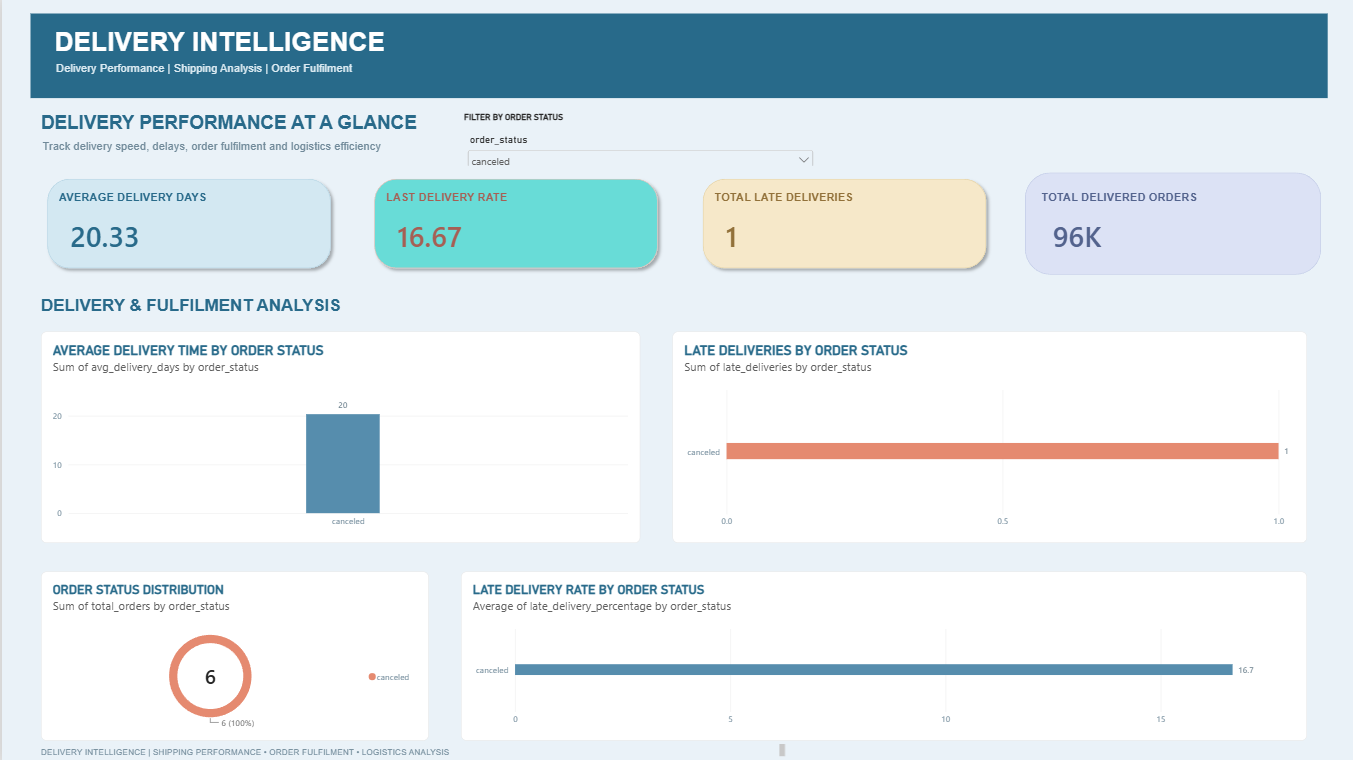 DELIVERY INTELLIGENCE
Delivery Performance | Shipping Analysis | Order Fulfilment
DELIVERY PERFORMANCE AT A GLANCE
Track delivery speed, delays, order fulfilment and logistics efficiency
FILTER BY ORDER STATUS
order_status
canceled
AVERAGE DELIVERY DAYS
20.33
LAST DELIVERY RATE
16.67
TOTAL LATE DELIVERIES
1
TOTAL DELIVERED ORDERS
96K
DELIVERY & FULFILMENT ANALYSIS
AVERAGE DELIVERY TIME BY ORDER STATUS
Sum of avg_delivery_days by order_status
20
20
10
0
canceled
LATE DELIVERIES BY ORDER STATUS
Sum of late_deliveries by order_status
canceled
1
0.0 0.5 1.0
ORDER STATUS DISTRIBUTION
Sum of total_orders by order_status
6
canceled
6 (100%)
LATE DELIVERY RATE BY ORDER STATUS
Average of late_delivery_percentage by order_status
canceled
16.7
0 5 10 15
DELIVERY INTELLIGENCE | SHIPPING PERFORMANCE • ORDER FULFILMENT • LOGISTICS ANALYSIS